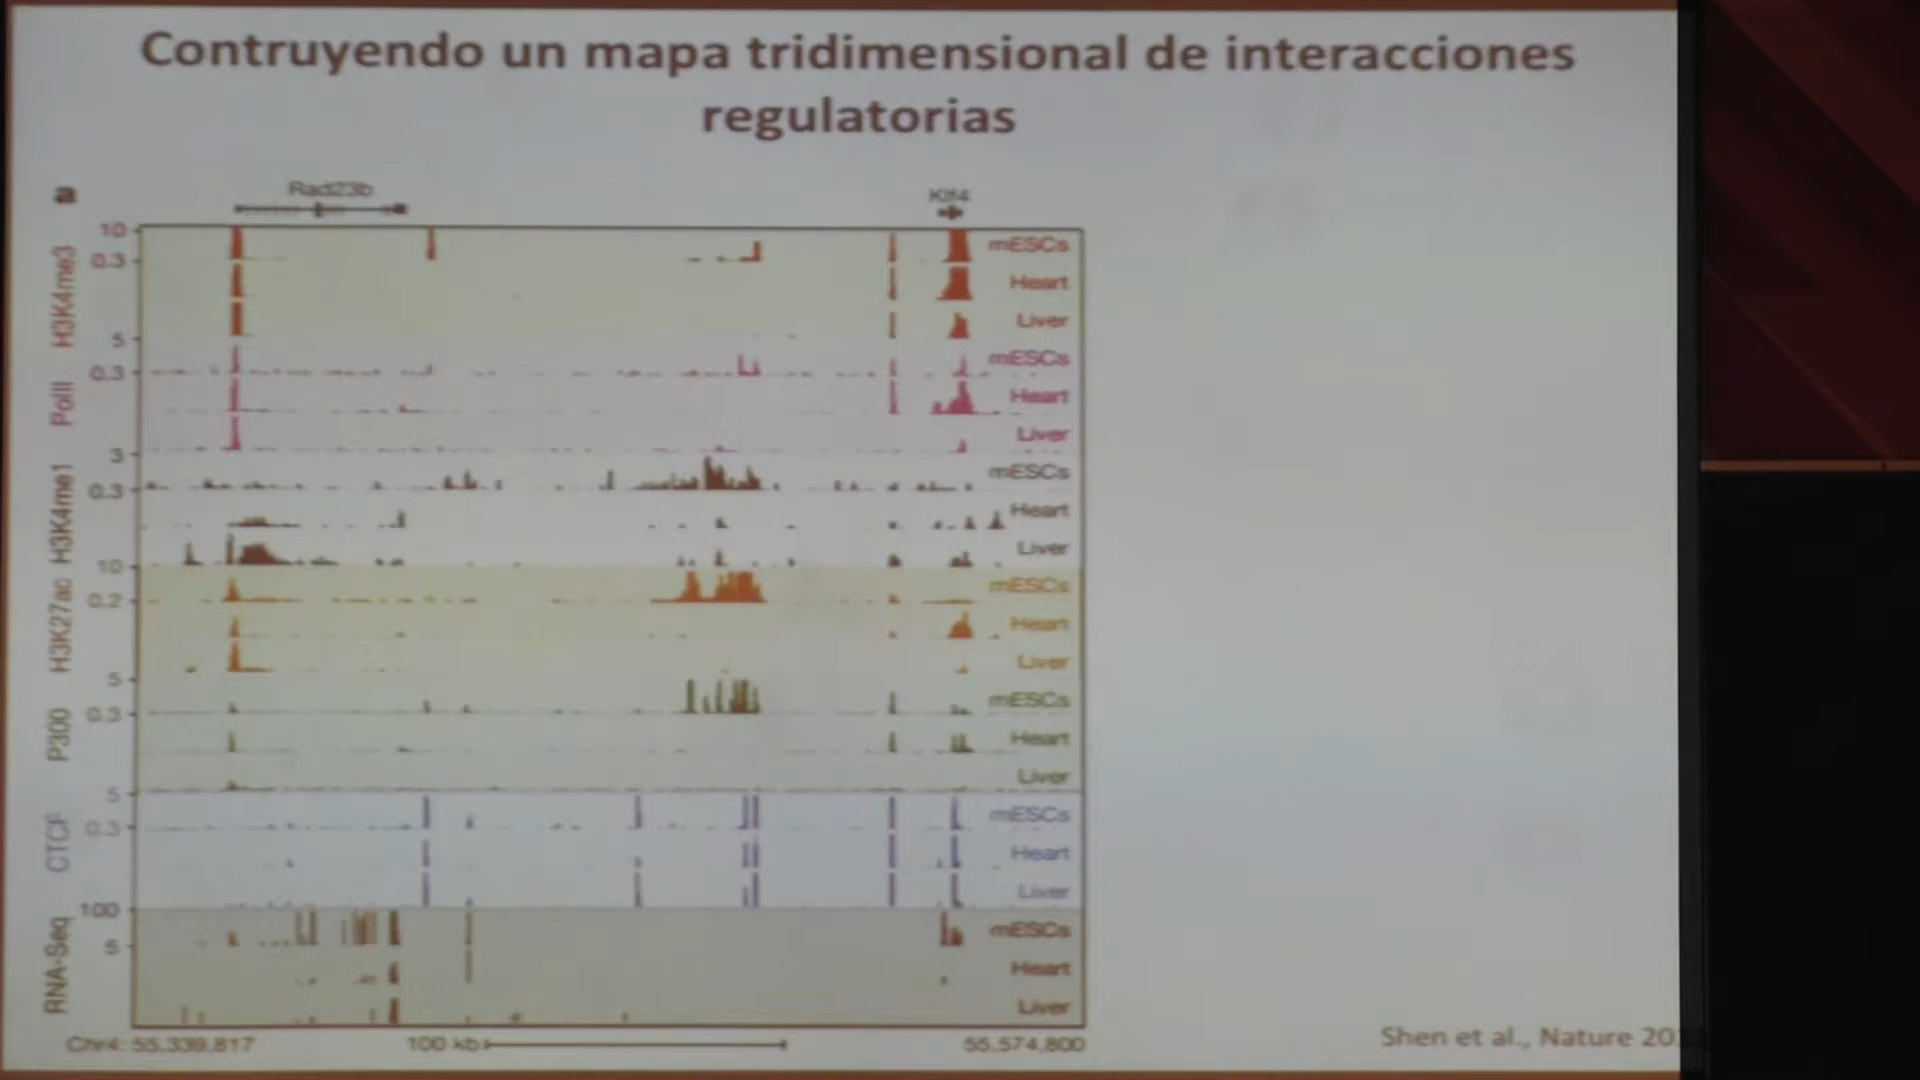 Contruyendo un mapa tridimensional de interacciones
regulatorias
a
Rad23b
Klf4
H3K4me3
10
0.3
mESCs
Heart
Liver
PolII
5
0.3
mESCs
Heart
Liver
H3K4me1
3
0.3
mESCs
Heart
Liver
H3K27ac
10
0.2
mESCs
Heart
Liver
P300
5
0.3
mESCs
Heart
Liver
CTCF
5
0.3
mESCs
Heart
Liver
RNA-Seq
100
5
mESCs
Heart
Liver
Chr4: 55,339,817
100 kb
55,574,800
Shen et al., Nature